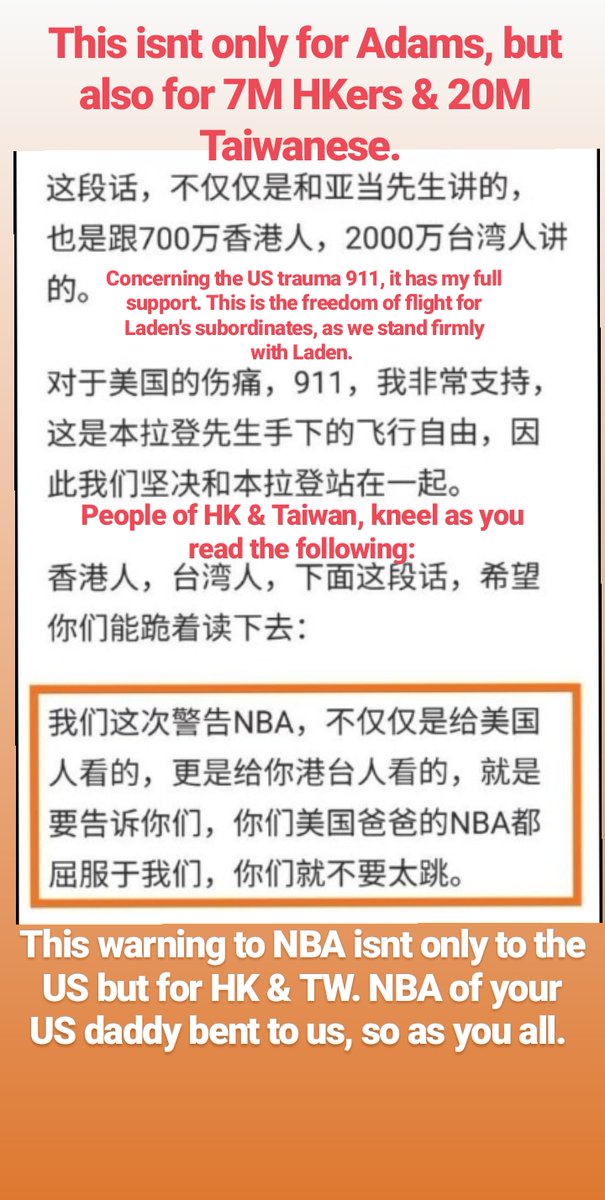 This isnt only for Adams, but
also for 7M HKers & 20M
Taiwanese.
这段话，不仅仅是和亚当先生讲的，
也是跟700万香港人，2000万台湾人讲
的。
Concerning the US trauma 911, it has my full
support. This is the freedom of flight for
Laden's subordinates, as we stand firmly
with Laden.
对于美国的伤痛，911，我非常支持，
这是本拉登先生手下的飞行自由，因
此我们坚决和本拉登站在一起。
People of HK & Taiwan, kneel as you
read the following:
香港人，台湾人，下面这段话，希望
你们能跪着读下去：
我们这次警告NBA，不仅仅是给美国
人看的，更是给你港台人看的，就是
要告诉你们，你们美国爸爸的NBA都
屈服于我们，你们就不要太跳。
This warning to NBA isnt only to the
US but for HK & TW. NBA of your
US daddy bent to us, so as you all.